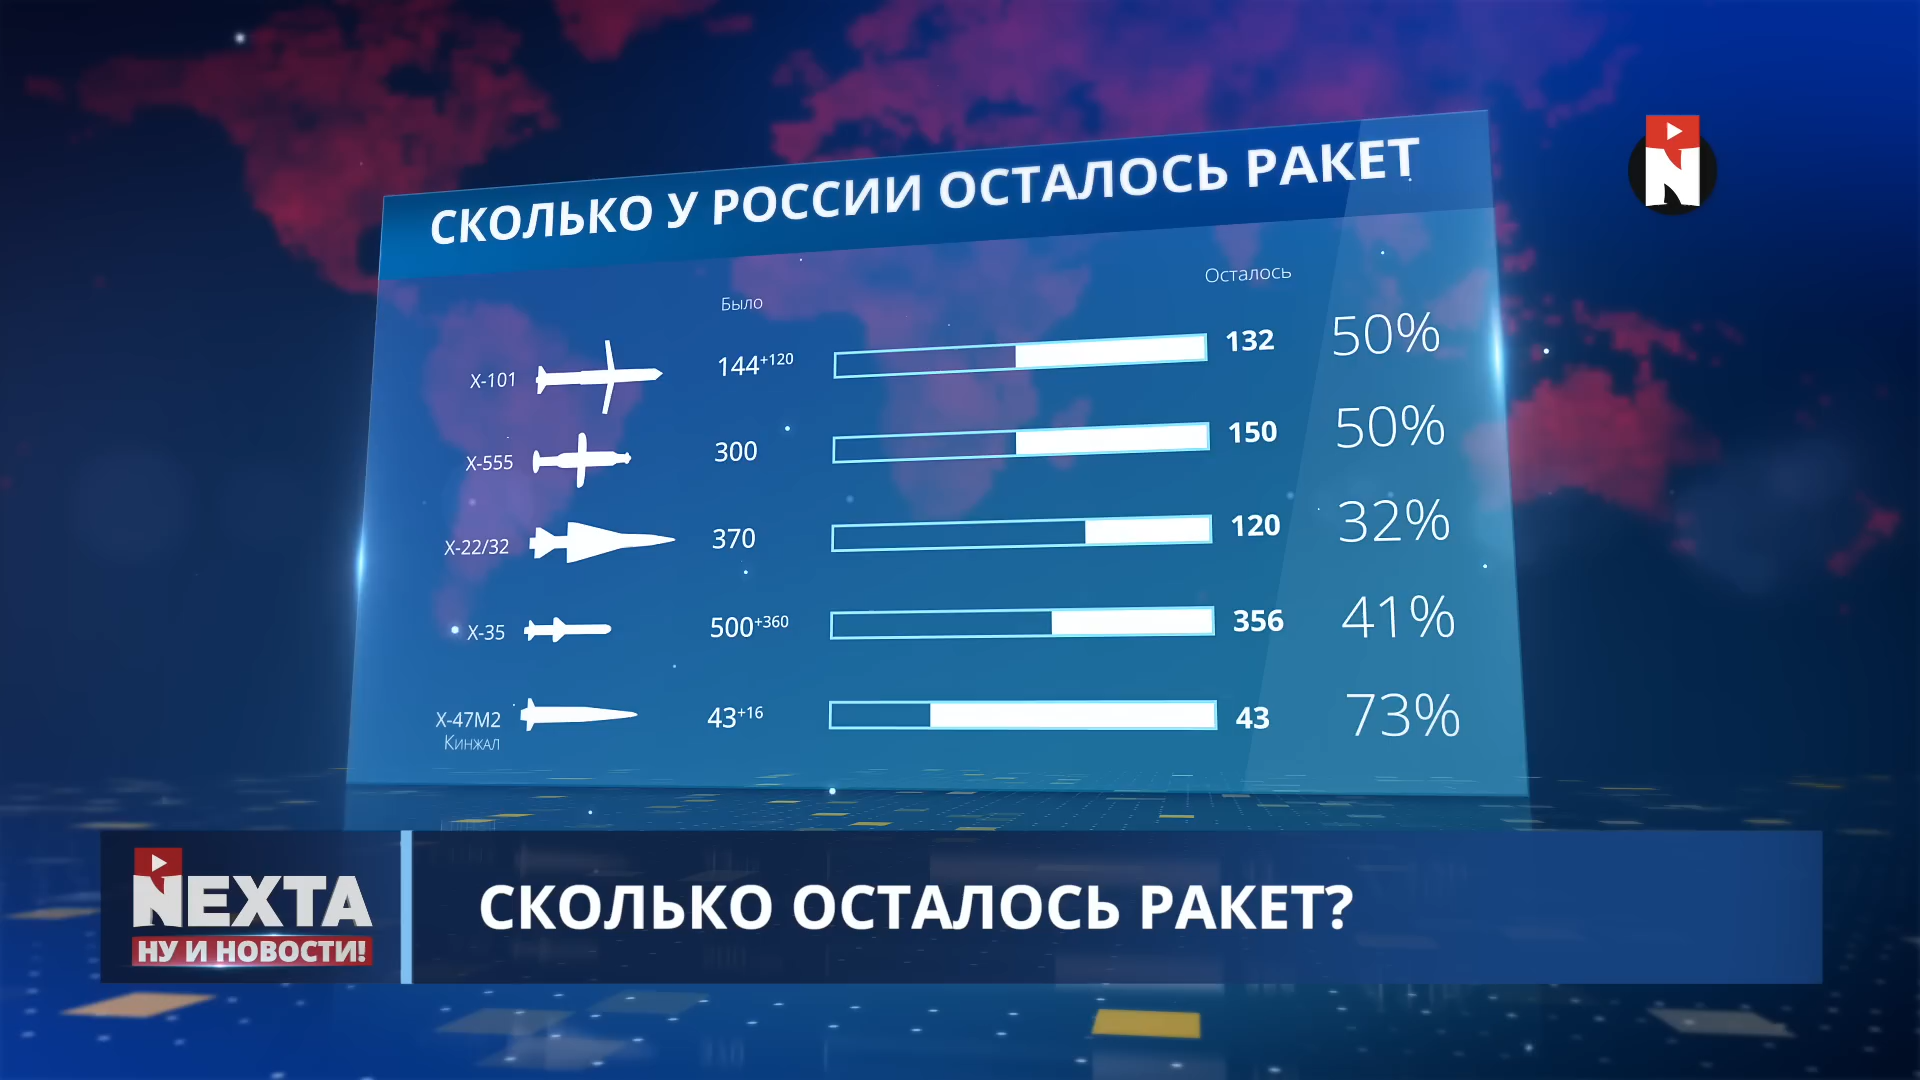 СКОЛЬКО У РОССИИ ОСТАЛОСЬ РАКЕТ
Было Осталось
Х-101 144+120 132 50%
Х-555 300 150 50%
Х-22/32 370 120 32%
Х-35 500+360 356 41%
Х-47М2 43+16 43 73%
Кинжал
N
NEXTA
НУ И НОВОСТИ!
СКОЛЬКО ОСТАЛОСЬ РАКЕТ?